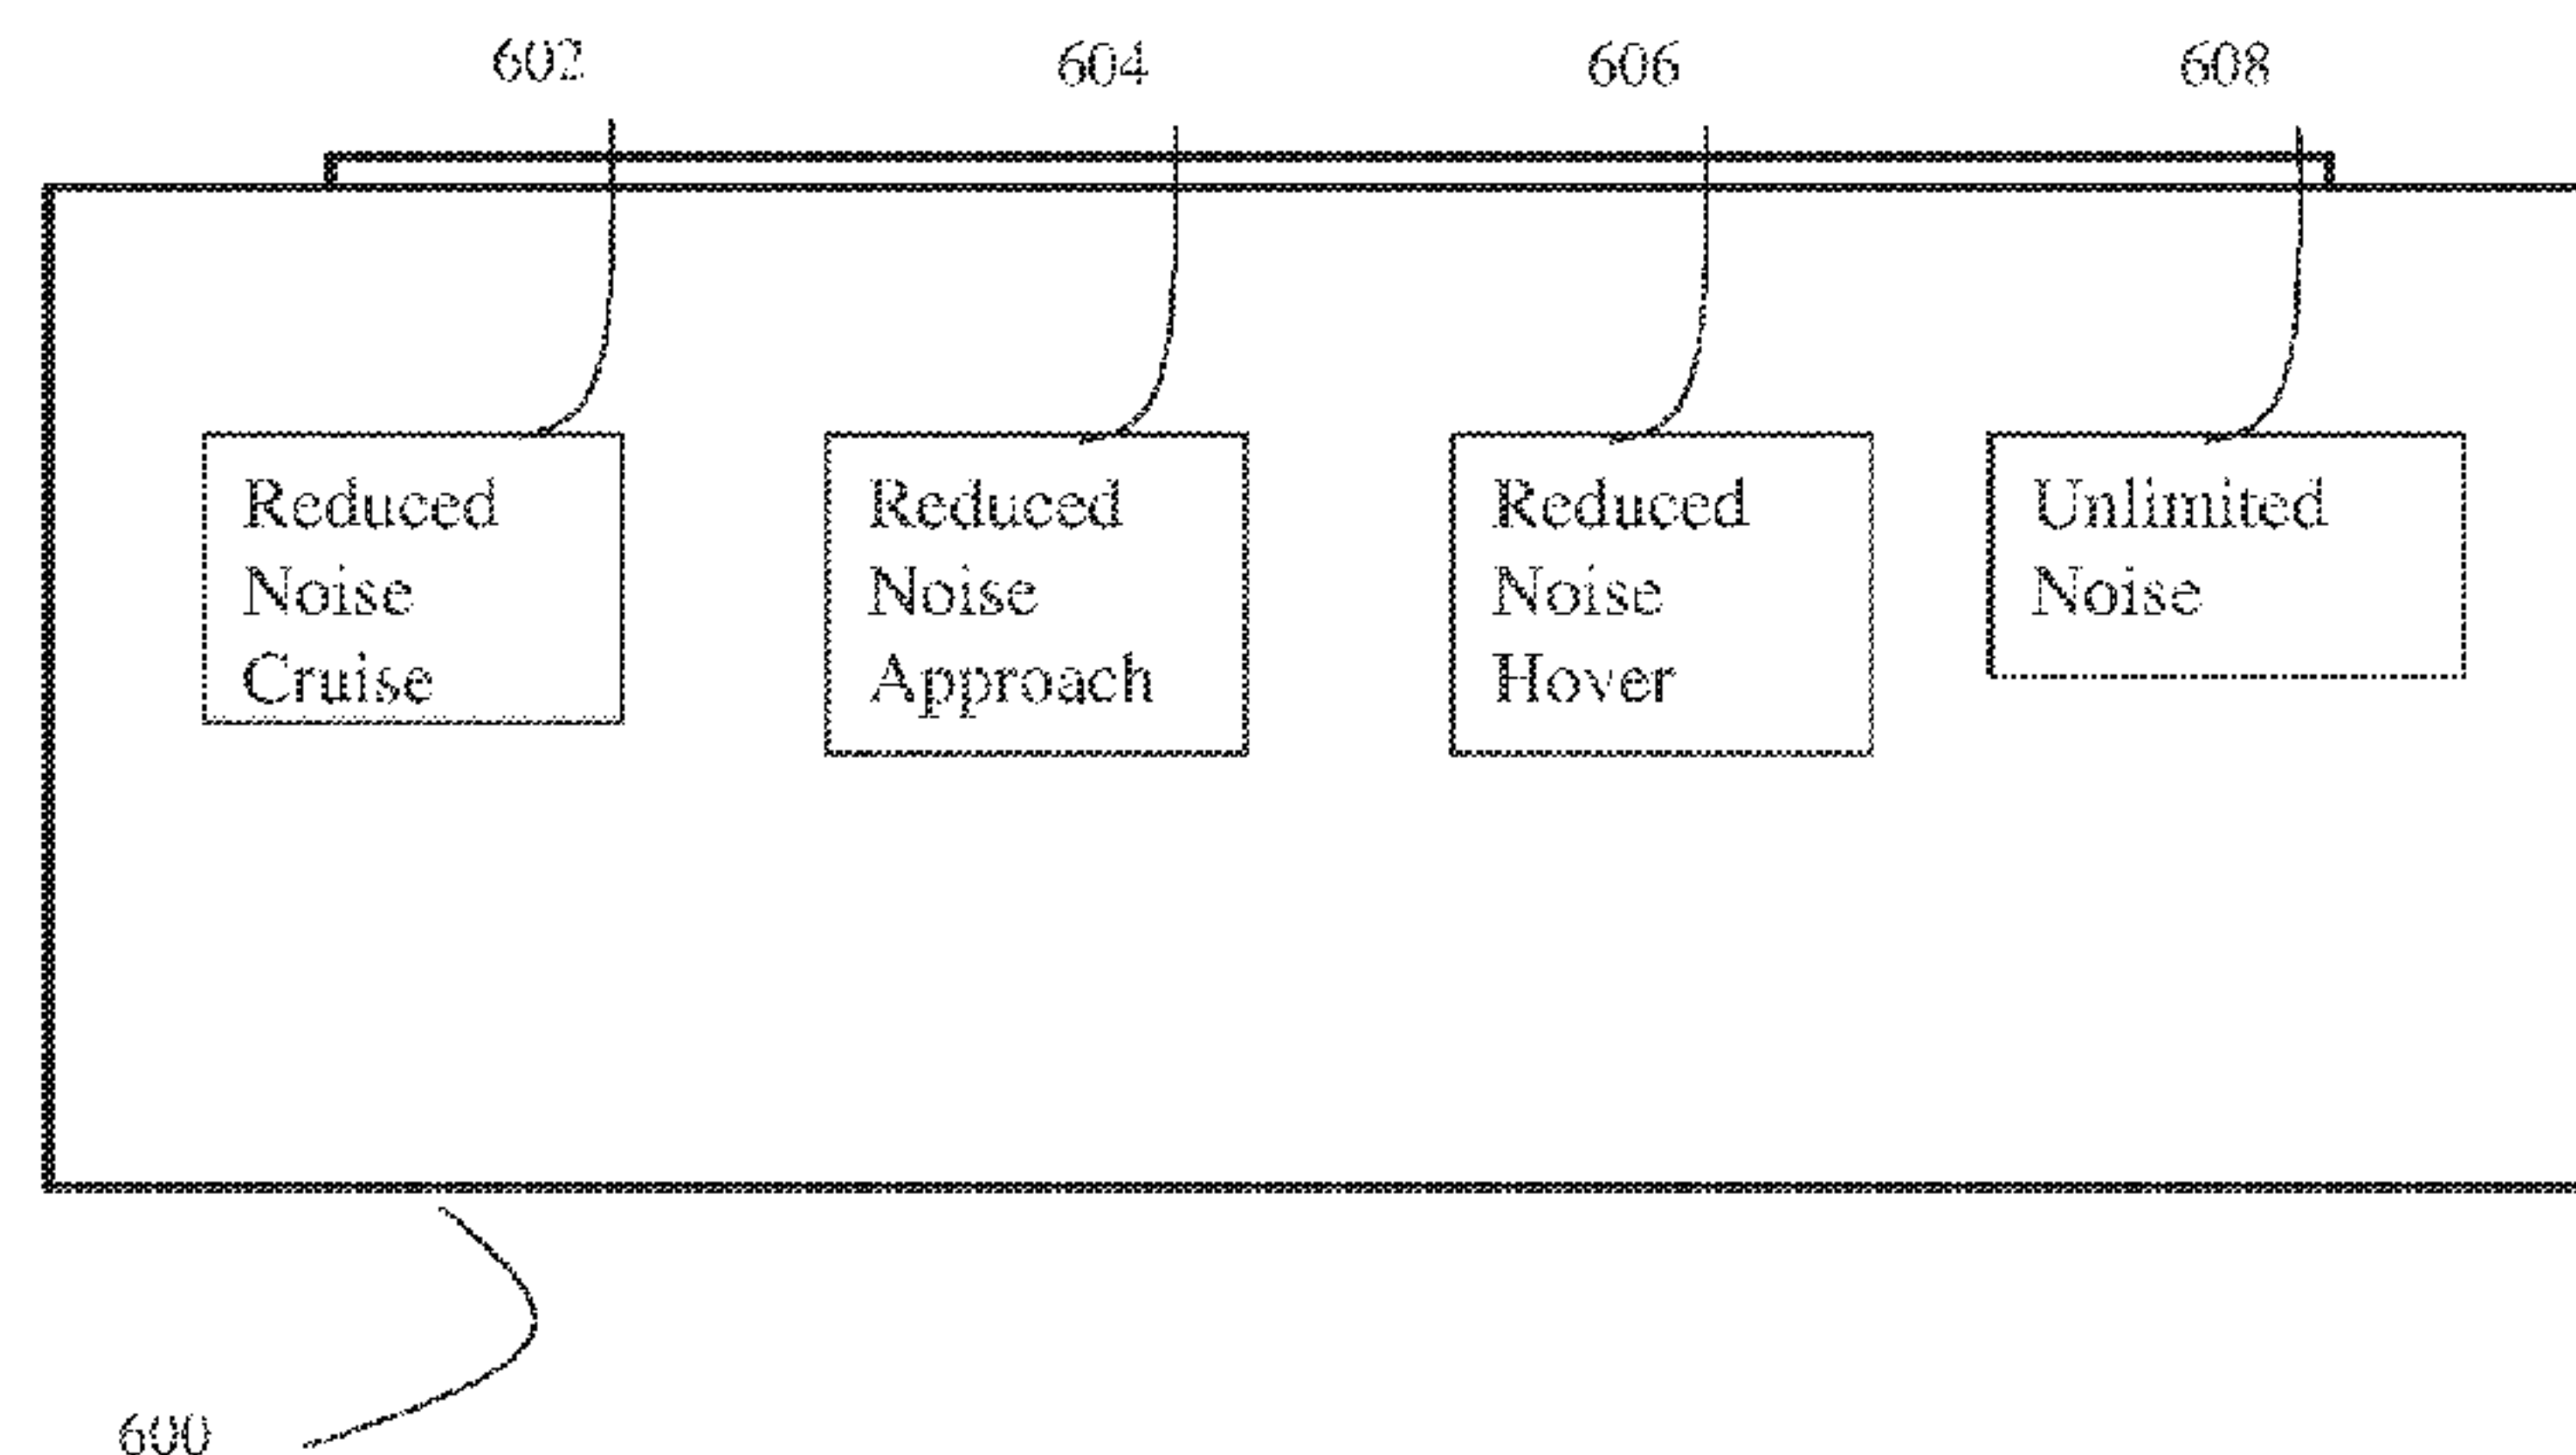 602
604
606
608
Reduced
Noise
Cruise
Reduced
Noise
Approach
Reduced
Noise
Hover
Unlimited
Noise
600